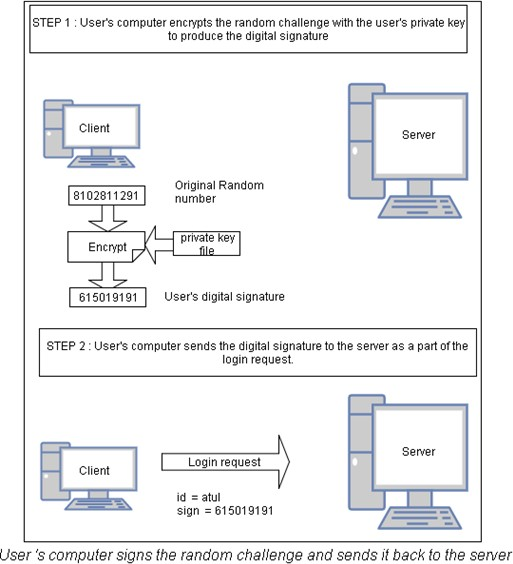 STEP 1 : User's computer encrypts the random challenge with the user's private key
to produce the digital signature
Client
Server
8102811291
Original Random
number
Encrypt
private key
file
615019191
User's digital signature
STEP 2 : User's computer sends the digital signature to the server as a part of the
login request.
Client
Login request
Server
id = atul
sign = 615019191
User 's computer signs the random challenge and sends it back to the server